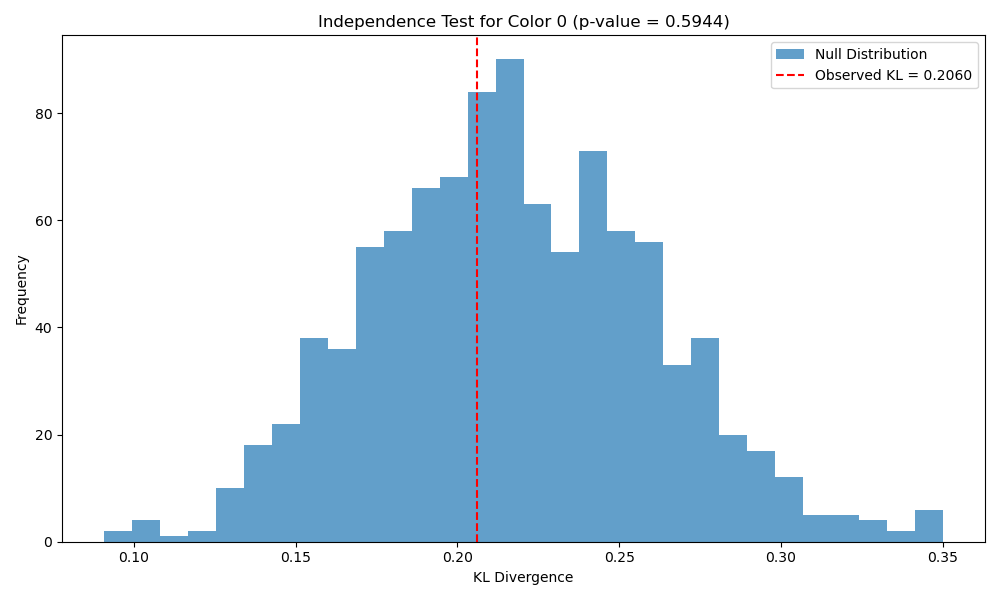 Independence Test for Color 0 (p-value = 0.5944)
Null Distribution
Observed KL = 0.2060
Frequency
80
60
40
20
0
0.10 0.15 0.20 0.25 0.30 0.35
KL Divergence